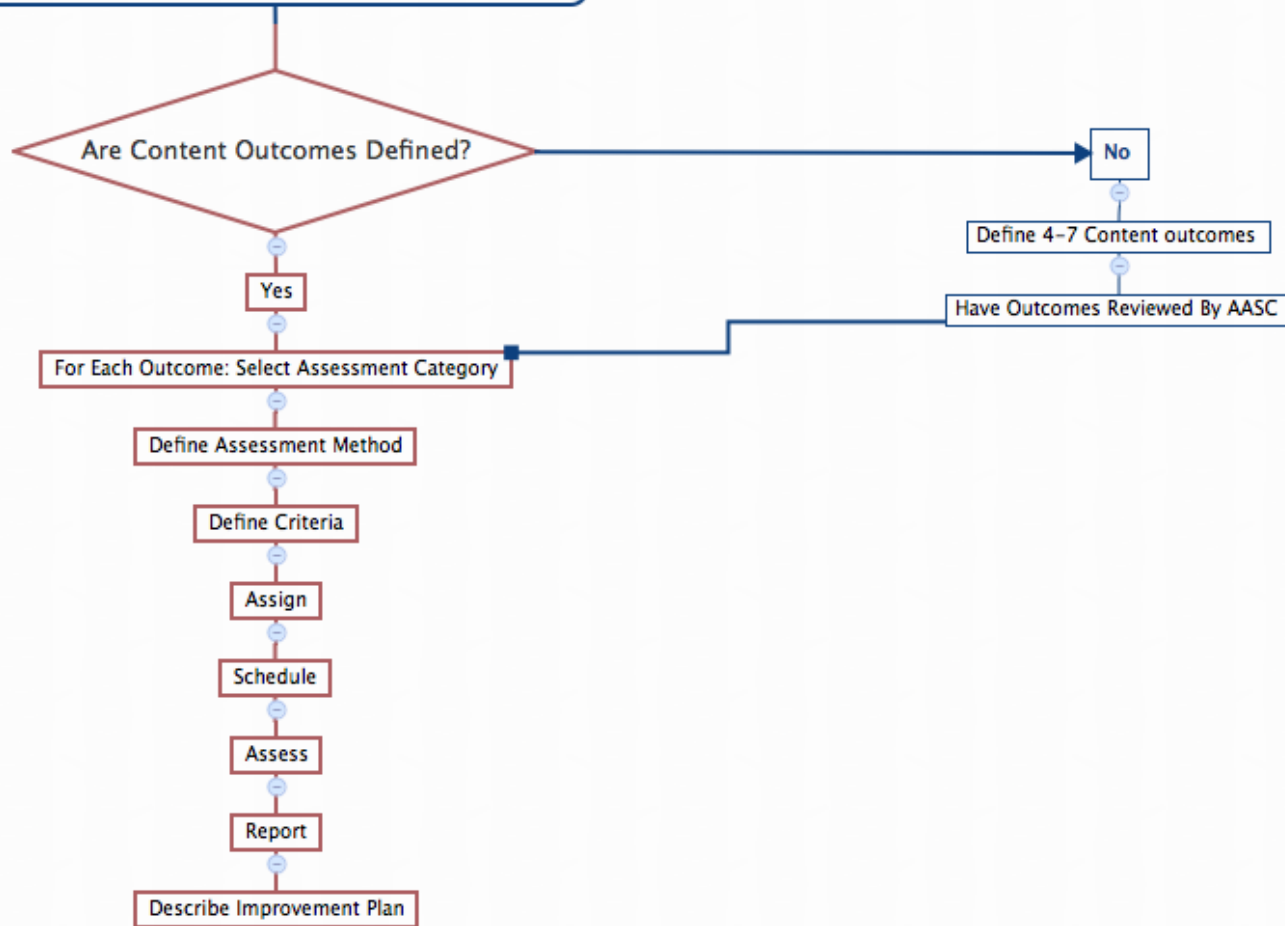 Are Content Outcomes Defined?
No
Define 4–7 Content outcomes
Yes
Have Outcomes Reviewed By AASC
For Each Outcome: Select Assessment Category
Define Assessment Method
Define Criteria
Assign
Schedule
Assess
Report
Describe Improvement Plan